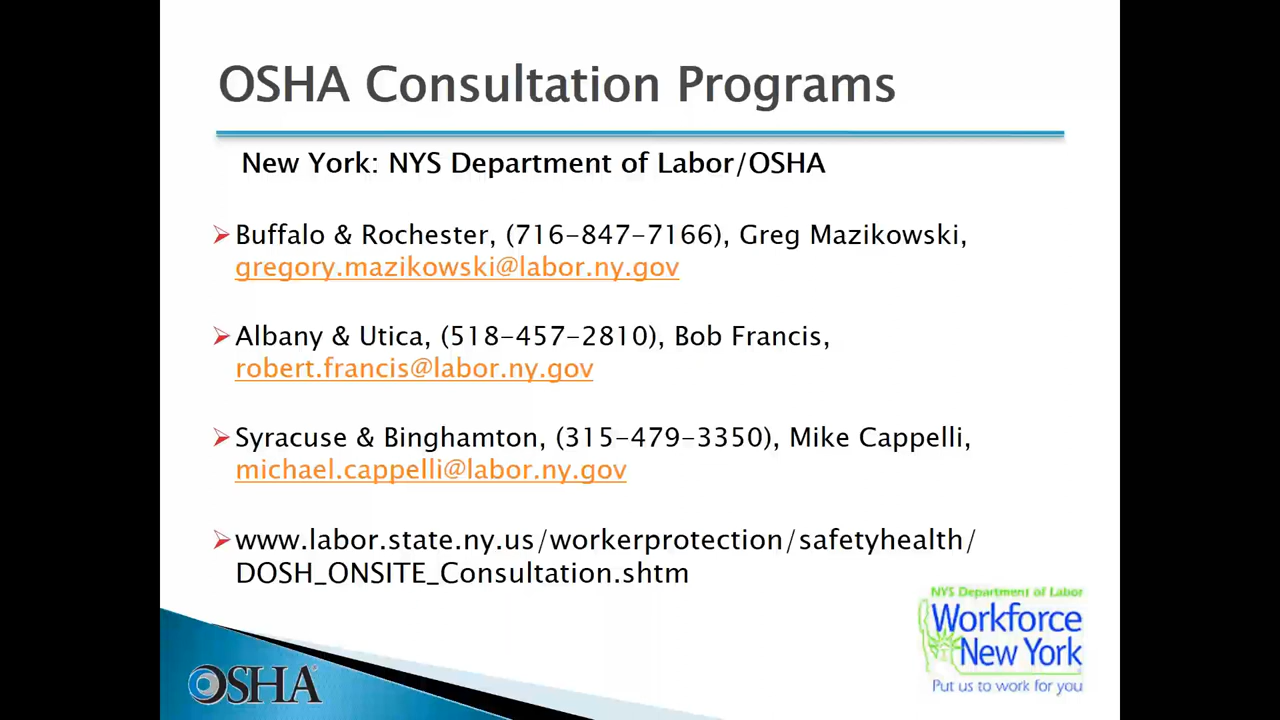 OSHA Consultation Programs
New York: NYS Department of Labor/OSHA
Buffalo & Rochester, (716-847-7166), Greg Mazikowski,
gregory.mazikowski@labor.ny.gov
Albany & Utica, (518-457-2810), Bob Francis,
robert.francis@labor.ny.gov
Syracuse & Binghamton, (315-479-3350), Mike Cappelli,
michael.cappelli@labor.ny.gov
www.labor.state.ny.us/workerprotection/safetyhealth/
DOSH_ONSITE_Consultation.shtm
NYS Department of Labor
Workforce
New York
Put us to work for you
OSHA®